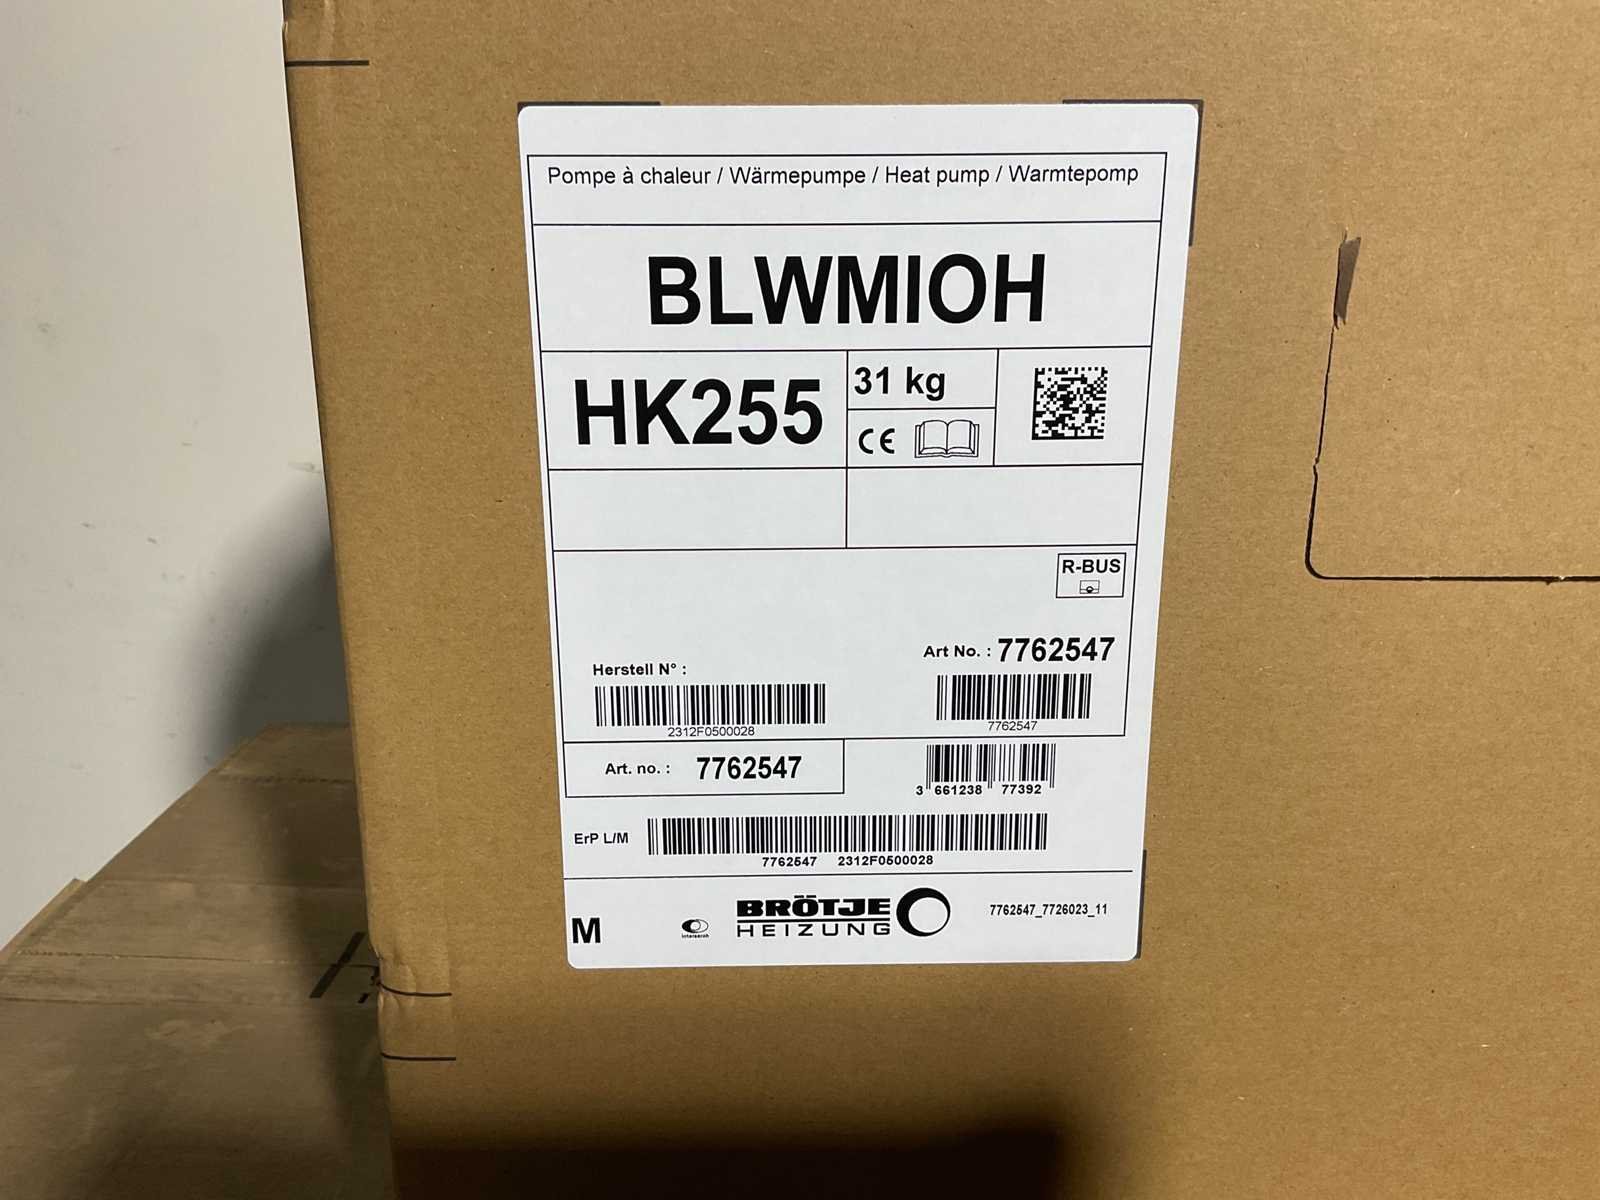 Pompe à chaleur / Wärmepumpe / Heat pump / Warmtepomp
BLWMIOH
HK255
31 kg
CE
R-BUS
Art No. : 7762547
Herstell N° :
2312F0500028
7762547
Art. no. : 7762547
3 661238 77392
ErP L/M
7762547 2312F0500028
M
interseroh
BRÖTJE
HEIZUNG
7762547_7726023_11